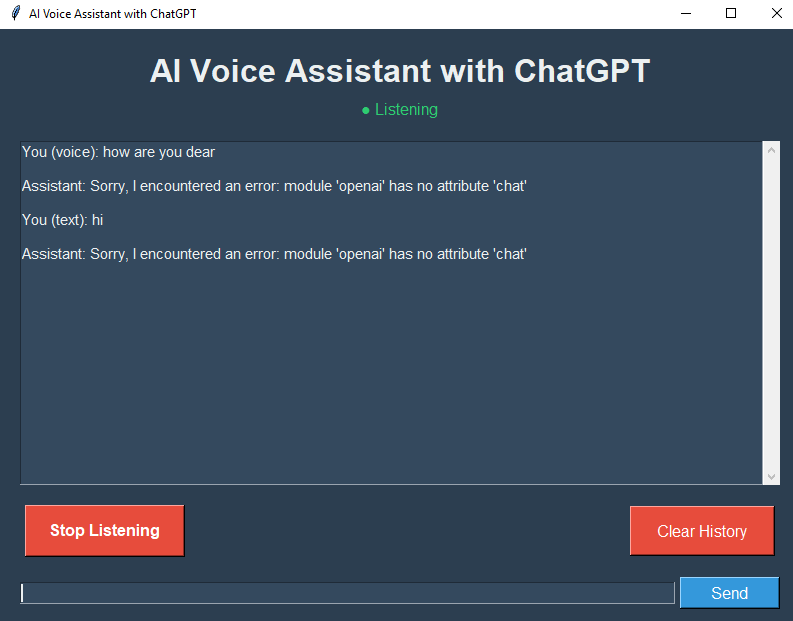 AI Voice Assistant with ChatGPT
AI Voice Assistant with ChatGPT
● Listening
You (voice): how are you dear
Assistant: Sorry, I encountered an error: module 'openai' has no attribute 'chat'
You (text): hi
Assistant: Sorry, I encountered an error: module 'openai' has no attribute 'chat'
Stop Listening
Clear History
Send